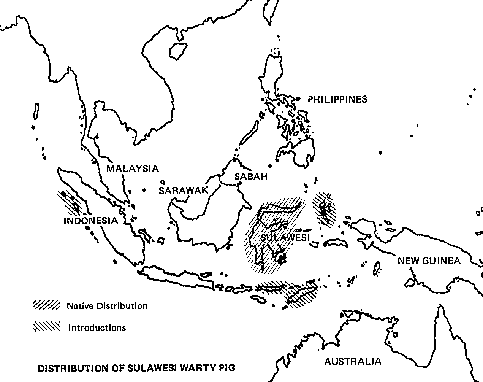 PHILIPPINES
MALAYSIA
SABAH
SARAWAK
INDONESIA
SULAWESI
NEW GUINEA
Native Distribution
Introductions
AUSTRALIA
DISTRIBUTION OF SULAWESI WARTY PIG